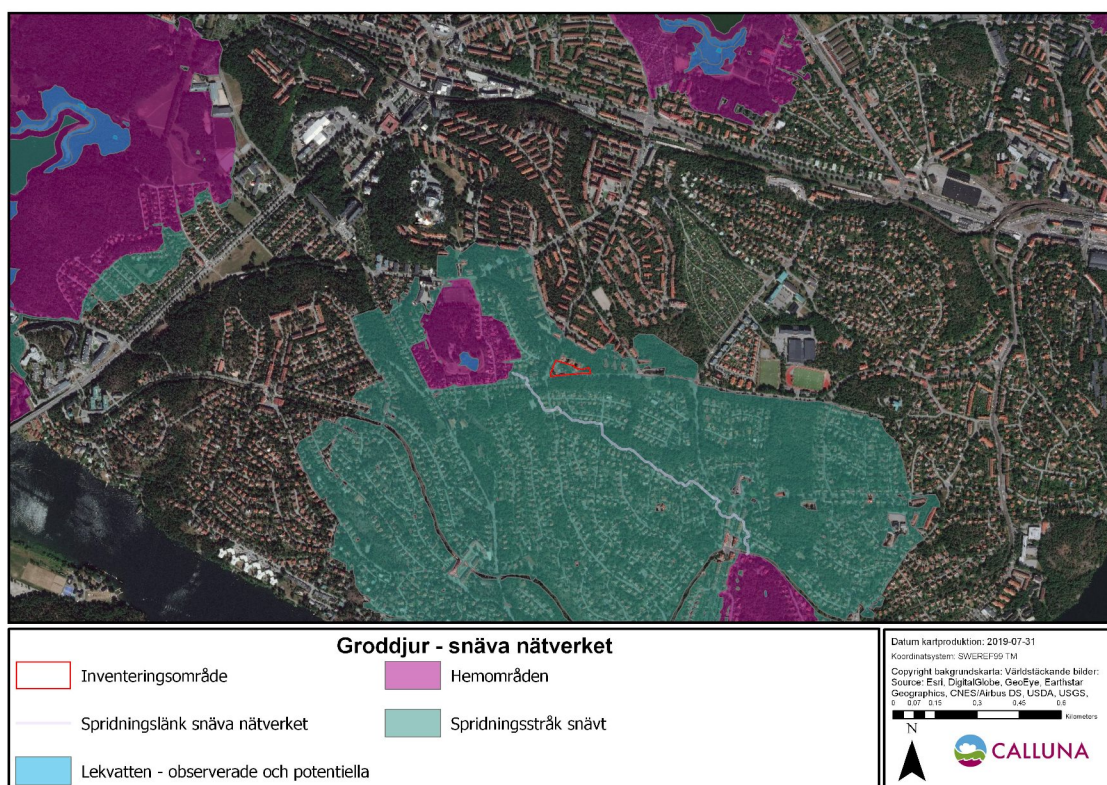 Groddjur - snäva nätverket
Inventeringsområde
Hemområden
Spridningslänk snäva nätverket
Spridningsstråk snävt
Lekvatten - observerade och potentiella
Datum kartproduktion: 2019-07-31
Koordinatsystem: SWEREF99 TM
Copyright bakgrundskarta: Världstäckande bilder:
Source: Esri, DigitalGlobe, GeoEye, Earthstar
Geographics, CNES/Airbus DS, USDA, USGS,
0 0,07 0,15 0,3 0,45 0,6
Kilometers
N
CALLUNA